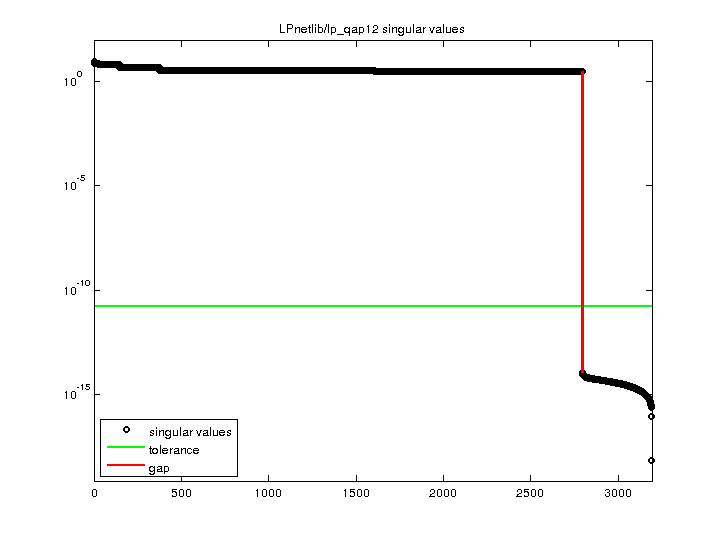 LPnetlib/lp_qap12 singular values
10^0
10^-5
10^-10
10^-15
singular values
tolerance
gap
0 500 1000 1500 2000 2500 3000